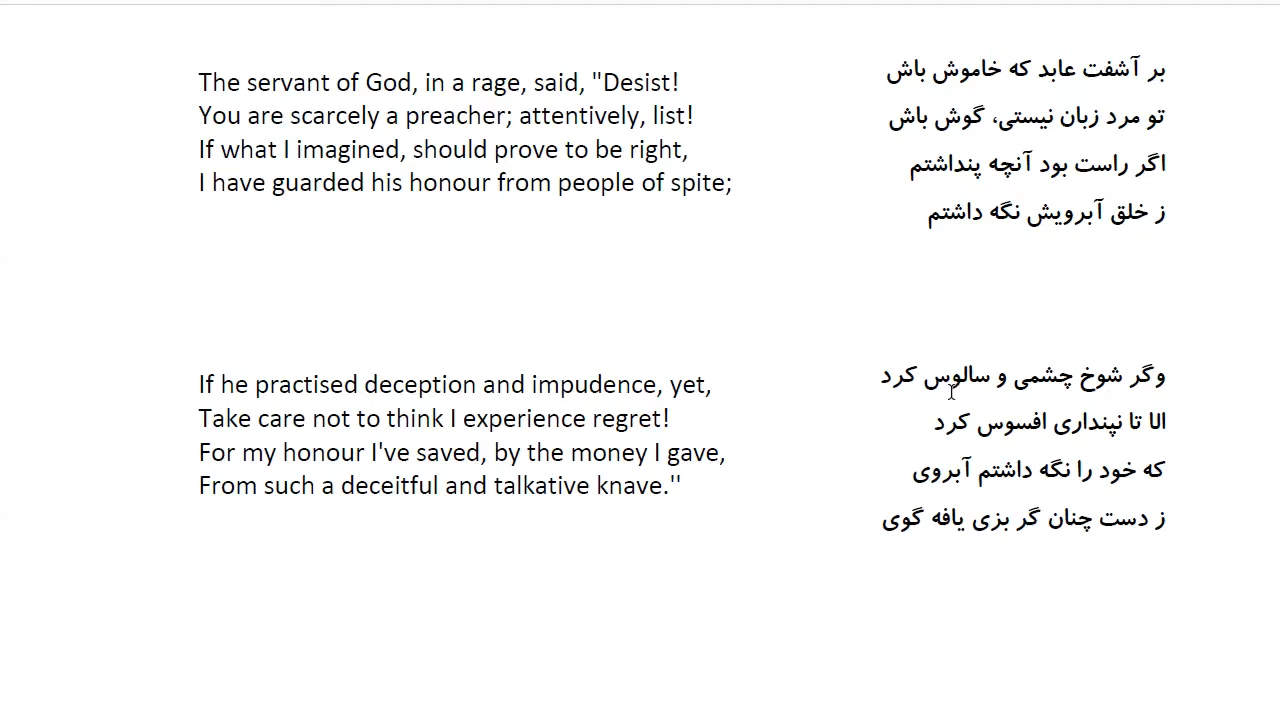 The servant of God, in a rage, said, "Desist!
You are scarcely a preacher; attentively, list!
If what I imagined, should prove to be right,
I have guarded his honour from people of spite;
بر آشفت عابد که خاموش باش
تو مرد زبان نیستی، گوش باش
اگر راست بود آنچه پنداشتم
ز خلق آبرویش نگه داشتم
If he practised deception and impudence, yet,
Take care not to think I experience regret!
For my honour I've saved, by the money I gave,
From such a deceitful and talkative knave."
وگر شوخ چشمی و سالوس کرد
الا تا نپنداری افسوس کرد
که خود را نگه داشتم آبروی
ز دست چنان گر بزی یافه گوی